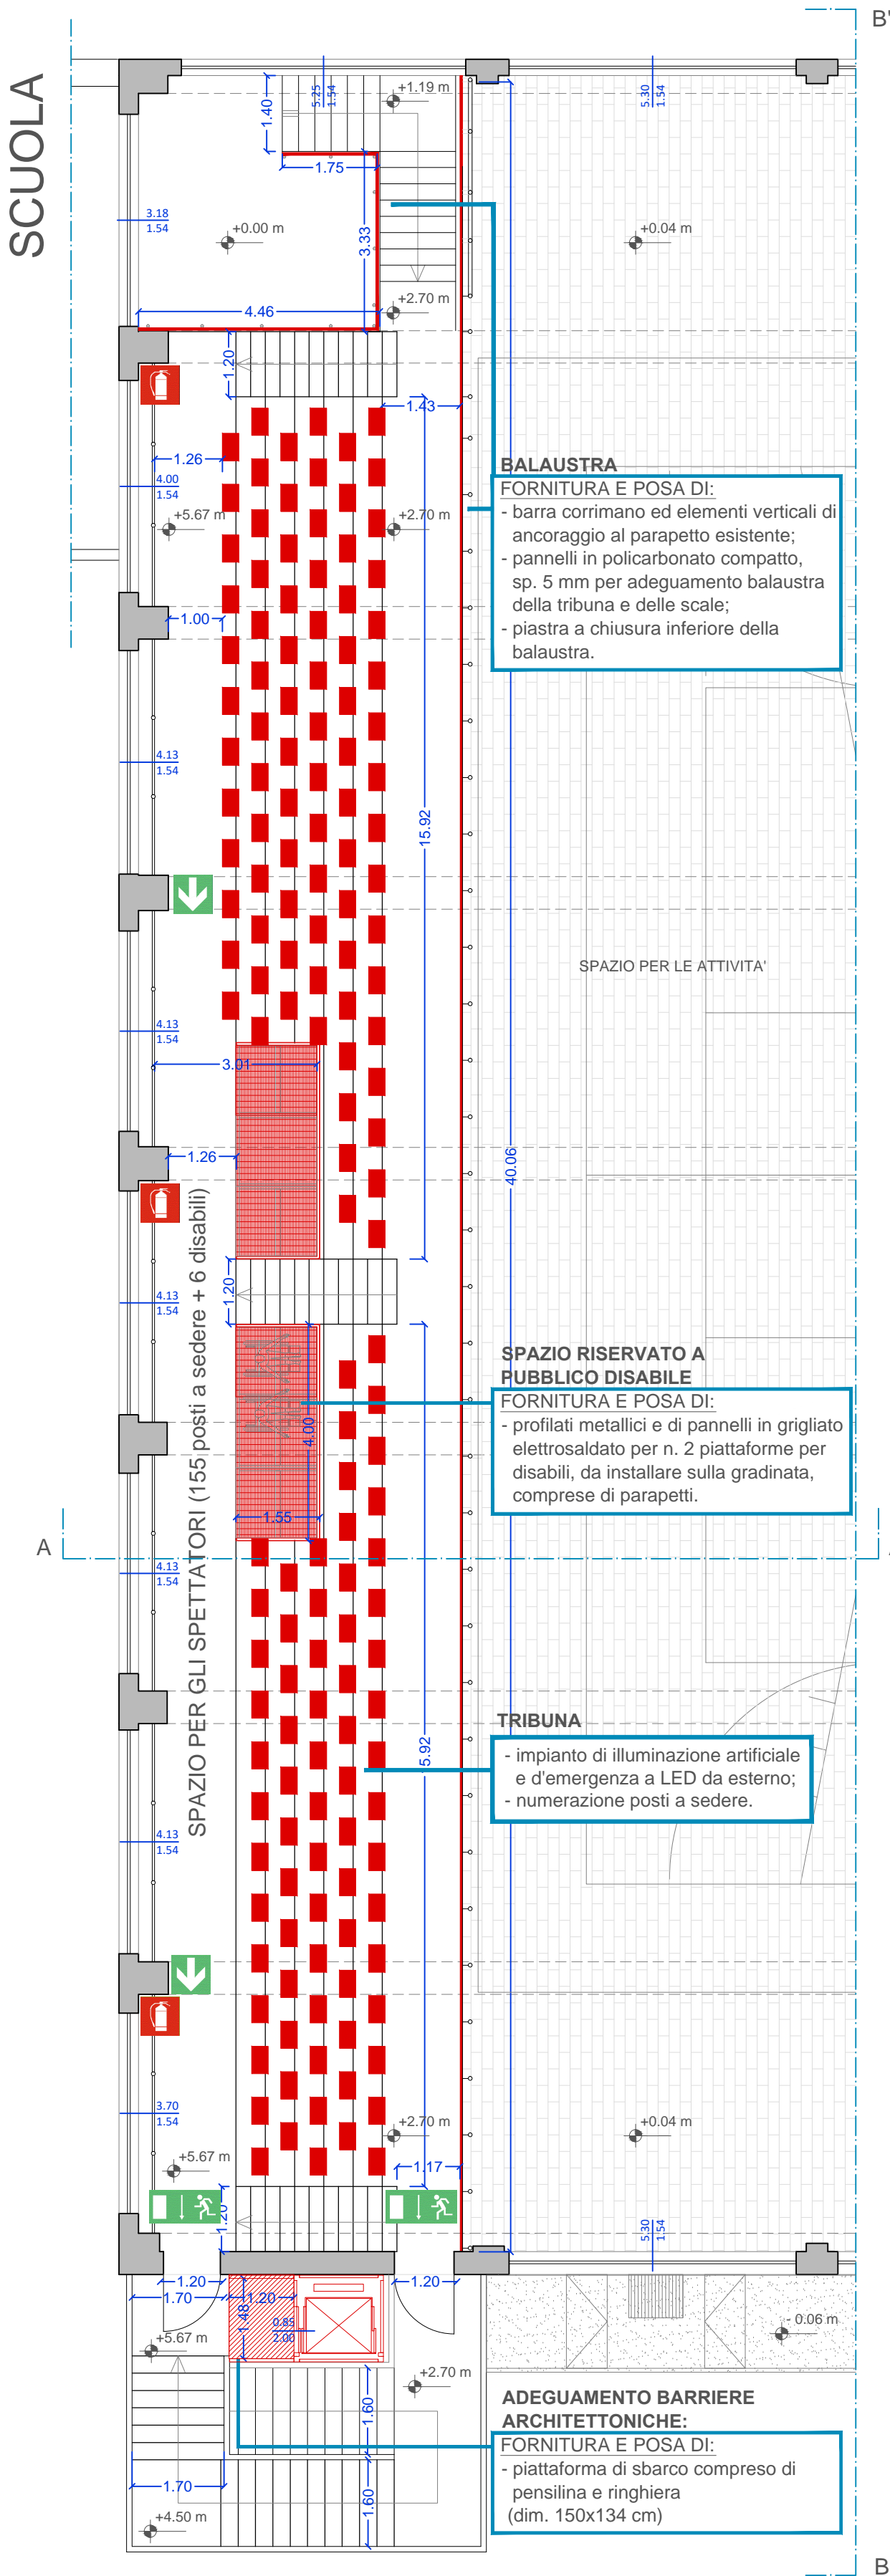 B'
SCUOLA
+1.19 m
5.25
1.54
5.30
1.54
1.40
1.75
3.18
1.54
+0.00 m
3.33
+0.04 m
4.46
+2.70 m
1.20
1.43
1.26
4.00
1.54
+5.67 m
+2.70 m
BALAUSTRA
FORNITURA E POSA DI:
- barra corrimano ed elementi verticali di
ancoraggio al parapetto esistente;
- pannelli in policarbonato compatto,
sp. 5 mm per adeguamento balaustra
della tribuna e delle scale;
- piastra a chiusura inferiore della
balaustra.
1.00
4.13
1.54
15.92
SPAZIO PER LE ATTIVITA'
4.13
1.54
3.01
40.06
1.26
SPAZIO PER GLI SPETTATORI (155 posti a sedere + 6 disabili)
1.20
4.13
1.54
SPAZIO RISERVATO A
PUBBLICO DISABILE
FORNITURA E POSA DI:
- profilati metallici e di pannelli in grigliato
elettrosaldato per n. 2 piattaforme per
disabili, da installare sulla gradinata,
comprese di parapetti.
4.00
1.55
A
4.13
1.54
TRIBUNA
- impianto di illuminazione artificiale
e d'emergenza a LED da esterno;
- numerazione posti a sedere.
5.92
4.13
1.54
3.70
1.54
+2.70 m
+0.04 m
+5.67 m
1.17
1.20
5.30
1.54
1.20
1.70
1.20
1.20
1.48
0.85
2.00
- 0.06 m
+5.67 m
+2.70 m
1.60
ADEGUAMENTO BARRIERE
ARCHITETTONICHE:
FORNITURA E POSA DI:
- piattaforma di sbarco compreso di
pensilina e ringhiera
(dim. 150x134 cm)
1.70
1.60
+4.50 m
B